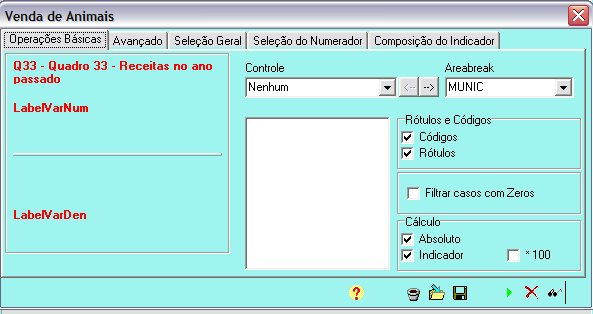 Venda de Animais
Operações Básicas Avançado Seleção Geral Seleção do Numerador Composição do Indicador
Q33 - Quadro 33 - Receitas no ano
passado
LabelVarNum
LabelVarDen
Controle
Nenhum
<-- -->
Areabreak
MUNIC
Rótulos e Códigos
Códigos
Rótulos
Filtrar casos com Zeros
Cálculo
Absoluto
Indicador * 100
?